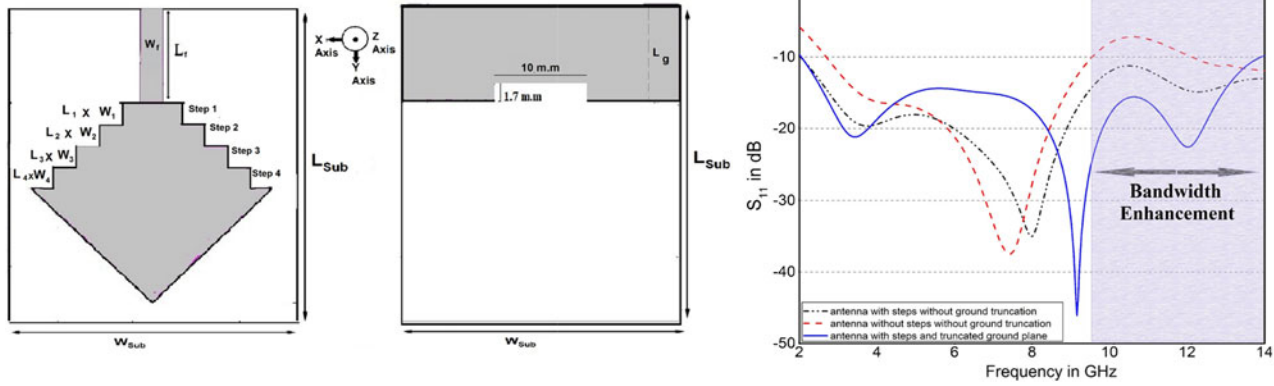 W_f
L_f
L_1 x W_1
Step 1
L_2 x W_2
Step 2
L_3 x W_3
Step 3
L_4xW_4
Step 4
L_Sub
W_Sub
X
Axis
Z
Axis
Y
Axis
L_g
10 m.m
1.7 m.m
L_Sub
W_Sub
S_11 in dB
-10
-20
-30
-40
-50
Bandwidth
Enhancement
antenna with steps without ground truncation
antenna without steps without ground truncation
antenna with steps and truncated ground plane
2 4 6 8 10 12 14
Frequency in GHz